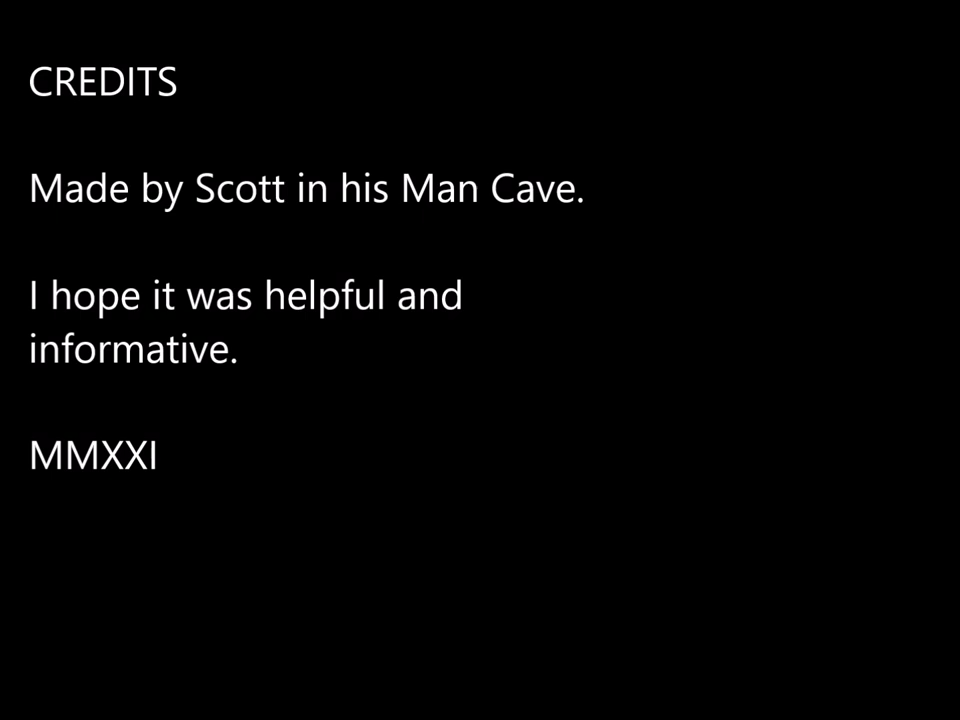 CREDITS
Made by Scott in his Man Cave.
I hope it was helpful and
informative.
MMXXI